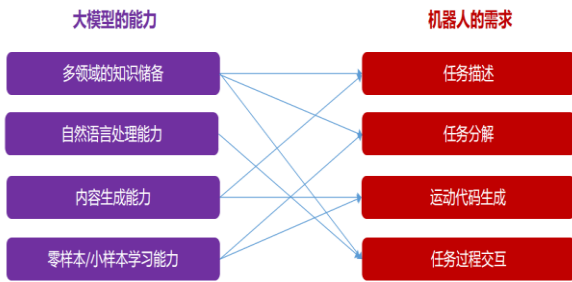 大模型的能力
机器人的需求
多领域的知识储备
任务描述
自然语言处理能力
任务分解
内容生成能力
运动代码生成
零样本/小样本学习能力
任务过程交互